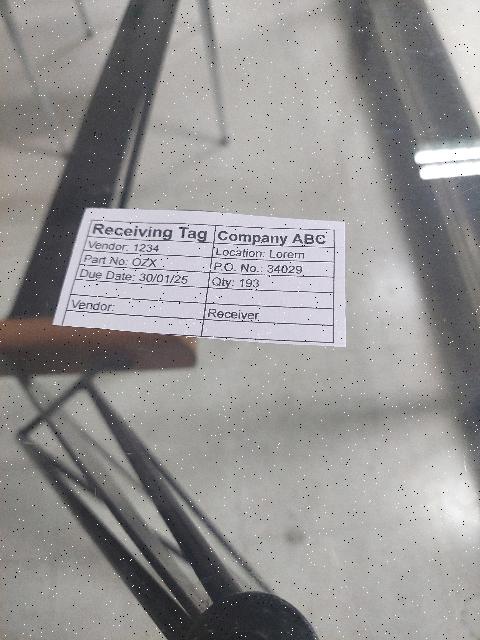 Receiving Tag Company ABC
Vendor: 1234 Location: Lorem
Part No: OZX P.O. No.: 34029
Due Date: 30/01/25 Qty: 193
Vendor: Receiver